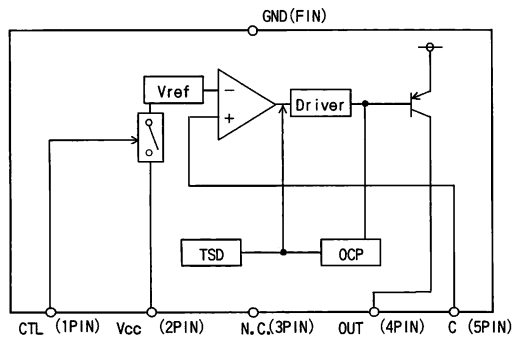 GND(FIN)
Vref
−
+
Driver
TSD
OCP
CTL (1PIN) Vcc (2PIN) N.C.(3PIN) OUT (4PIN) C (5PIN)